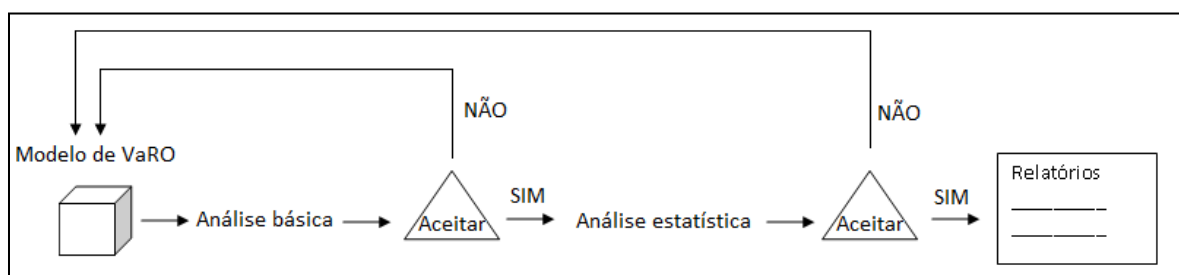 NÃO
NÃO
Modelo de VaRO
Relatórios
SIM
SIM
Análise básica
Aceitar
Análise estatística
Aceitar